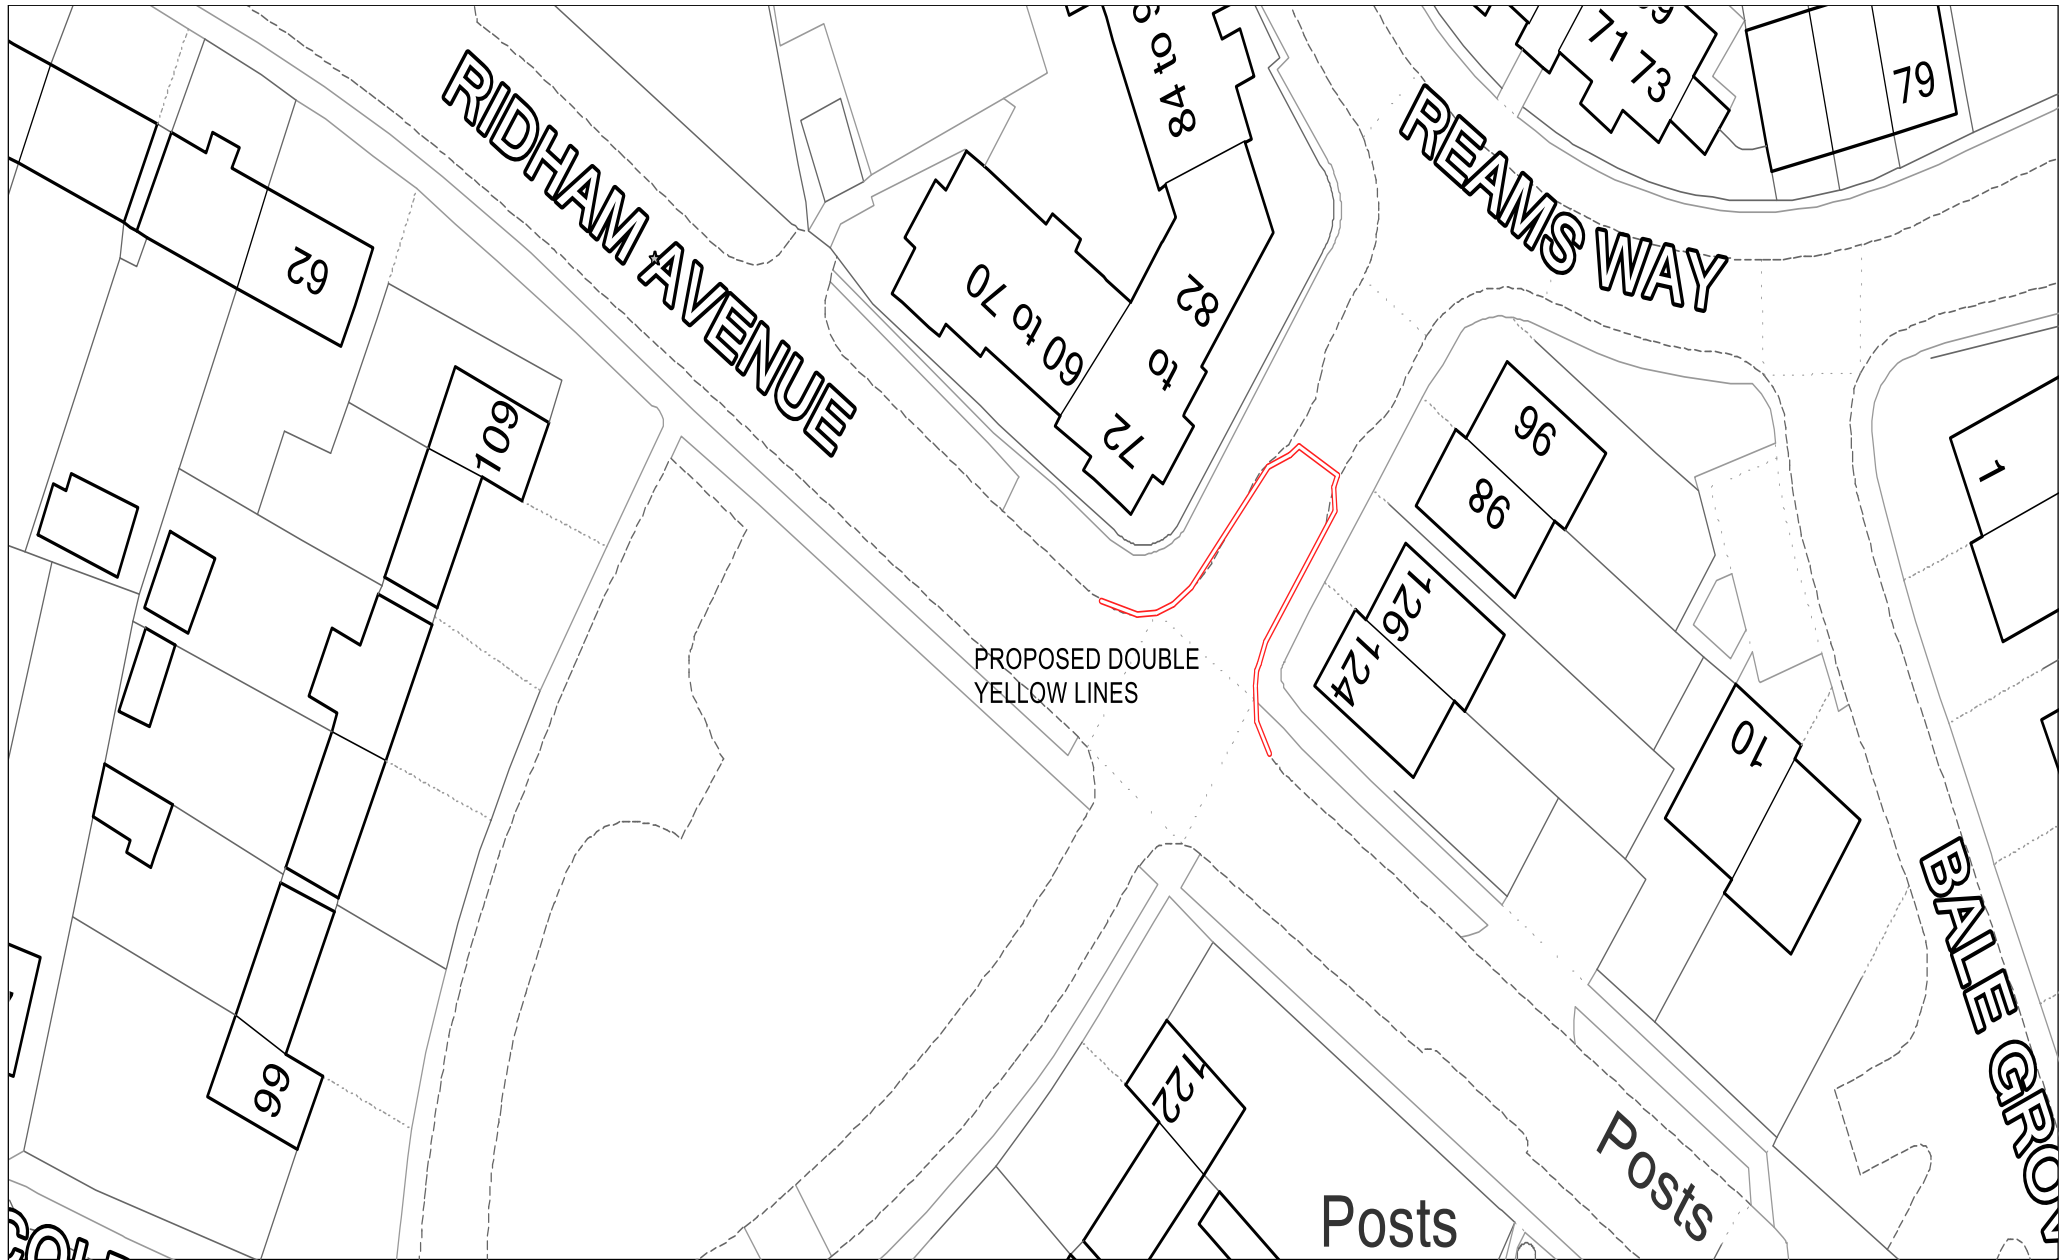 RIDHAM AVENUE
84 to
71 73
79
REAMS WAY
62
60 to 70
82
to
72
109
96
98
1
126
124
PROPOSED DOUBLE
YELLOW LINES
10
BALE GRO
99
122
Posts
Posts